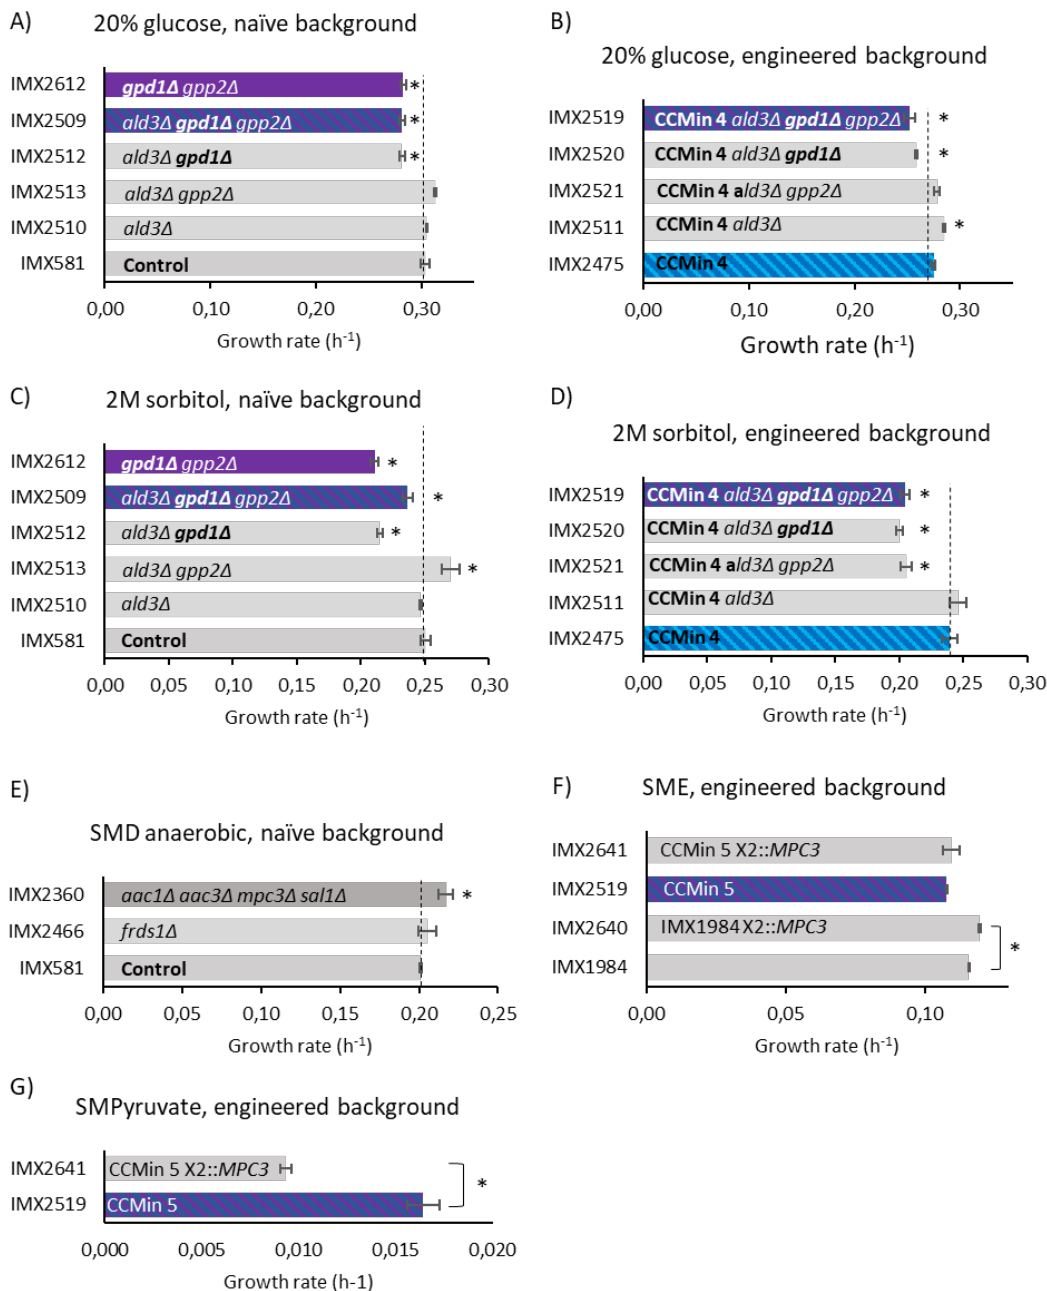 A)
20% glucose, naïve background
IMX2612
gpd1Δ gpp2Δ
*
IMX2509
ald3Δ gpd1Δ gpp2Δ
*
IMX2512
ald3Δ gpd1Δ
*
IMX2513
ald3Δ gpp2Δ
IMX2510
ald3Δ
IMX581
Control
0,00 0,10 0,20 0,30
Growth rate (h-1)
B)
20% glucose, engineered background
IMX2519
CCMin 4 ald3Δ gpd1Δ gpp2Δ
*
IMX2520
CCMin 4 ald3Δ gpd1Δ
*
IMX2521
CCMin 4 ald3Δ gpp2Δ
IMX2511
CCMin 4 ald3Δ
*
IMX2475
CCMin 4
0,00 0,10 0,20 0,30
Growth rate (h-1)
C)
2M sorbitol, naïve background
IMX2612
gpd1Δ gpp2Δ
*
IMX2509
ald3Δ gpd1Δ gpp2Δ
*
IMX2512
ald3Δ gpd1Δ
*
IMX2513
ald3Δ gpp2Δ
*
IMX2510
ald3Δ
IMX581
Control
0,00 0,05 0,10 0,15 0,20 0,25 0,30
Growth rate (h-1)
D)
2M sorbitol, engineered background
IMX2519
CCMin 4 ald3Δ gpd1Δ gpp2Δ
*
IMX2520
CCMin 4 ald3Δ gpd1Δ
*
IMX2521
CCMin 4 ald3Δ gpp2Δ
*
IMX2511
CCMin 4 ald3Δ
IMX2475
CCMin 4
0,00 0,05 0,10 0,15 0,20 0,25 0,30
Growth rate (h-1)
E)
SMD anaerobic, naïve background
IMX2360
aac1Δ aac3Δ mpc3Δ sal1Δ
*
IMX2466
frds1Δ
IMX581
Control
0,00 0,05 0,10 0,15 0,20 0,25
Growth rate (h-1)
F)
SME, engineered background
IMX2641
CCMin 5 X2::MPC3
IMX2519
CCMin 5
IMX2640
IMX1984 X2::MPC3
*
IMX1984
0,00 0,05 0,10
Growth rate (h-1)
G)
SMPyruvate, engineered background
IMX2641
CCMin 5 X2::MPC3
*
IMX2519
CCMin 5
0,000 0,005 0,010 0,015 0,020
Growth rate (h-1)